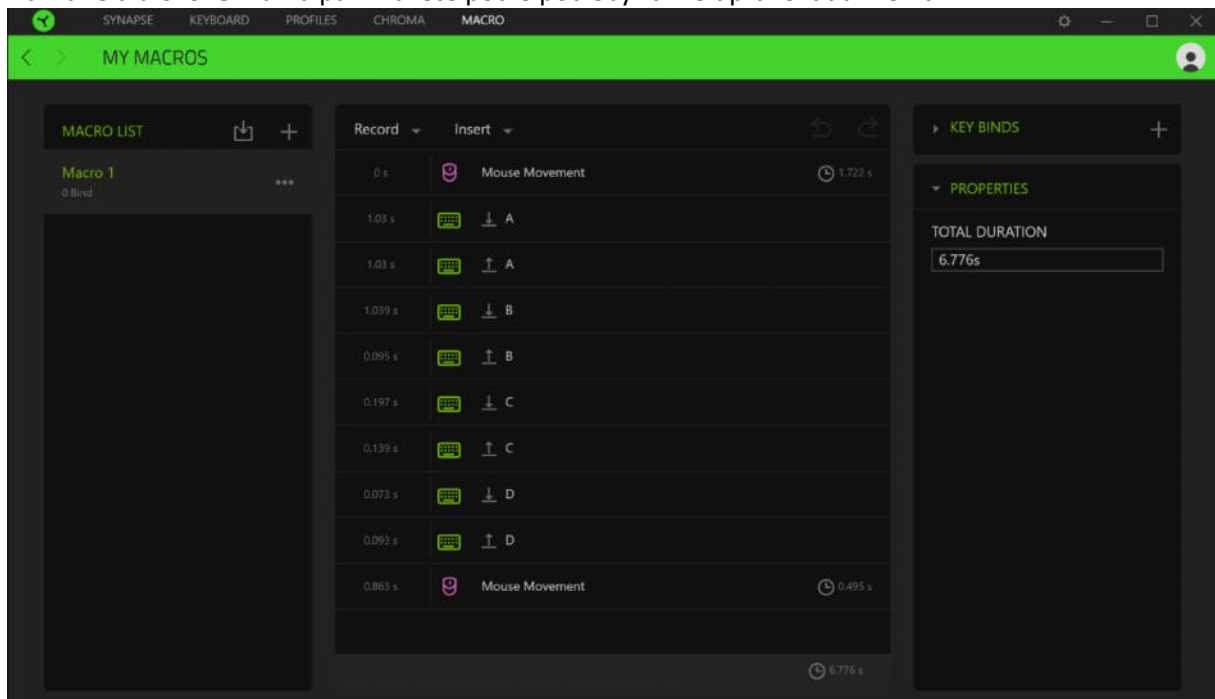 SYNAPSE KEYBOARD PROFILES CHROMA MACRO
MY MACROS
MACRO LIST
Macro 1
0 Bind
Record Insert
0 s Mouse Movement 1.722 s
1.03 s A
1.03 s A
1.039 s B
0.095 s B
0.197 s C
0.139 s C
0.073 s D
0.093 s D
0.863 s Mouse Movement 0.495 s
6.776 s
KEY BINDS
PROPERTIES
TOTAL DURATION
6.776s